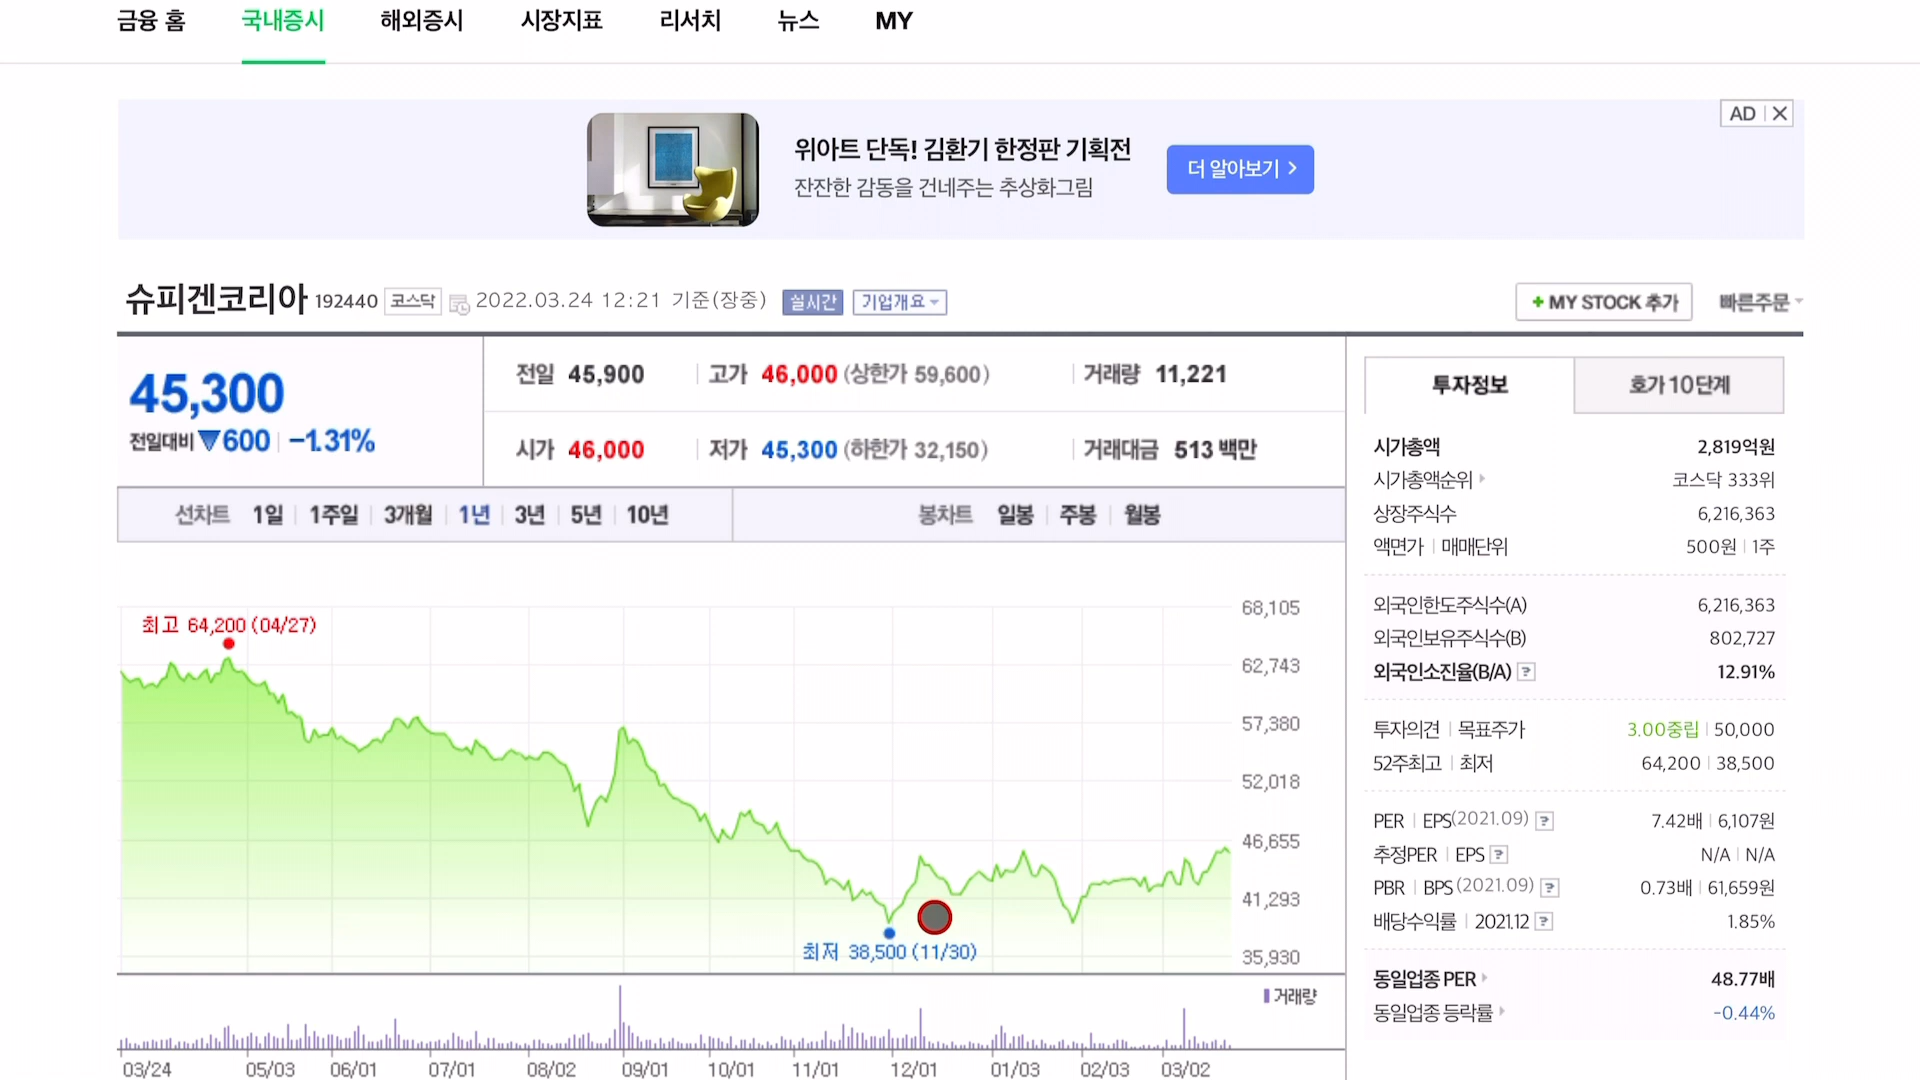 금융 홈 국내증시 해외증시 시장지표 리서치 뉴스 MY
AD
위아트 단독! 김환기 한정판 기획전
잔잔한 감동을 건네주는 추상화그림
더 알아보기
슈피겐코리아 192440 코스닥 2022.03.24 12:21 기준(장중) 실시간 기업개요
+ MY STOCK 추가 빠른주문
45,300
전일대비 ▼600 -1.31%
전일 45,900 고가 46,000 (상한가 59,600) 거래량 11,221
시가 46,000 저가 45,300 (하한가 32,150) 거래대금 513 백만
선차트 1일 1주일 3개월 1년 3년 5년 10년 봉차트 일봉 주봉 월봉
최고 64,200 (04/27)
최저 38,500 (11/30)
68,105
62,743
57,380
52,018
46,655
41,293
35,930
거래량
03/24 05/03 06/01 07/01 08/02 09/01 10/01 11/01 12/01 01/03 02/03 03/02
투자정보 호가 10단계
시가총액 2,819억원
시가총액순위 코스닥 333위
상장주식수 6,216,363
액면가 매매단위 500원 1주
외국인한도주식수(A) 6,216,363
외국인보유주식수(B) 802,727
외국인소진율(B/A) ? 12.91%
투자의견 목표주가 3.00중립 50,000
52주최고 최저 64,200 38,500
PER EPS(2021.09) ? 7.42배 6,107원
추정PER EPS ? N/A N/A
PBR BPS (2021.09) ? 0.73배 61,659원
배당수익률 2021.12 ? 1.85%
동일업종 PER 48.77배
동일업종 등락률 -0.44%